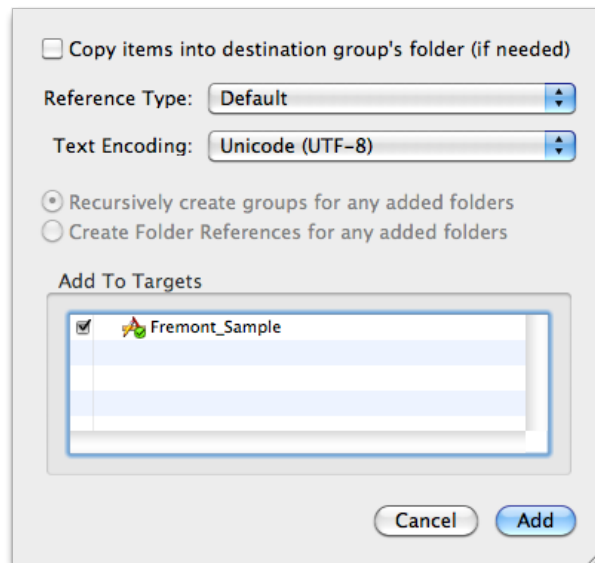 Copy items into destination group's folder (if needed)
Reference Type: Default
Text Encoding: Unicode (UTF-8)
Recursively create groups for any added folders
Create Folder References for any added folders
Add To Targets
Fremont_Sample
Cancel Add